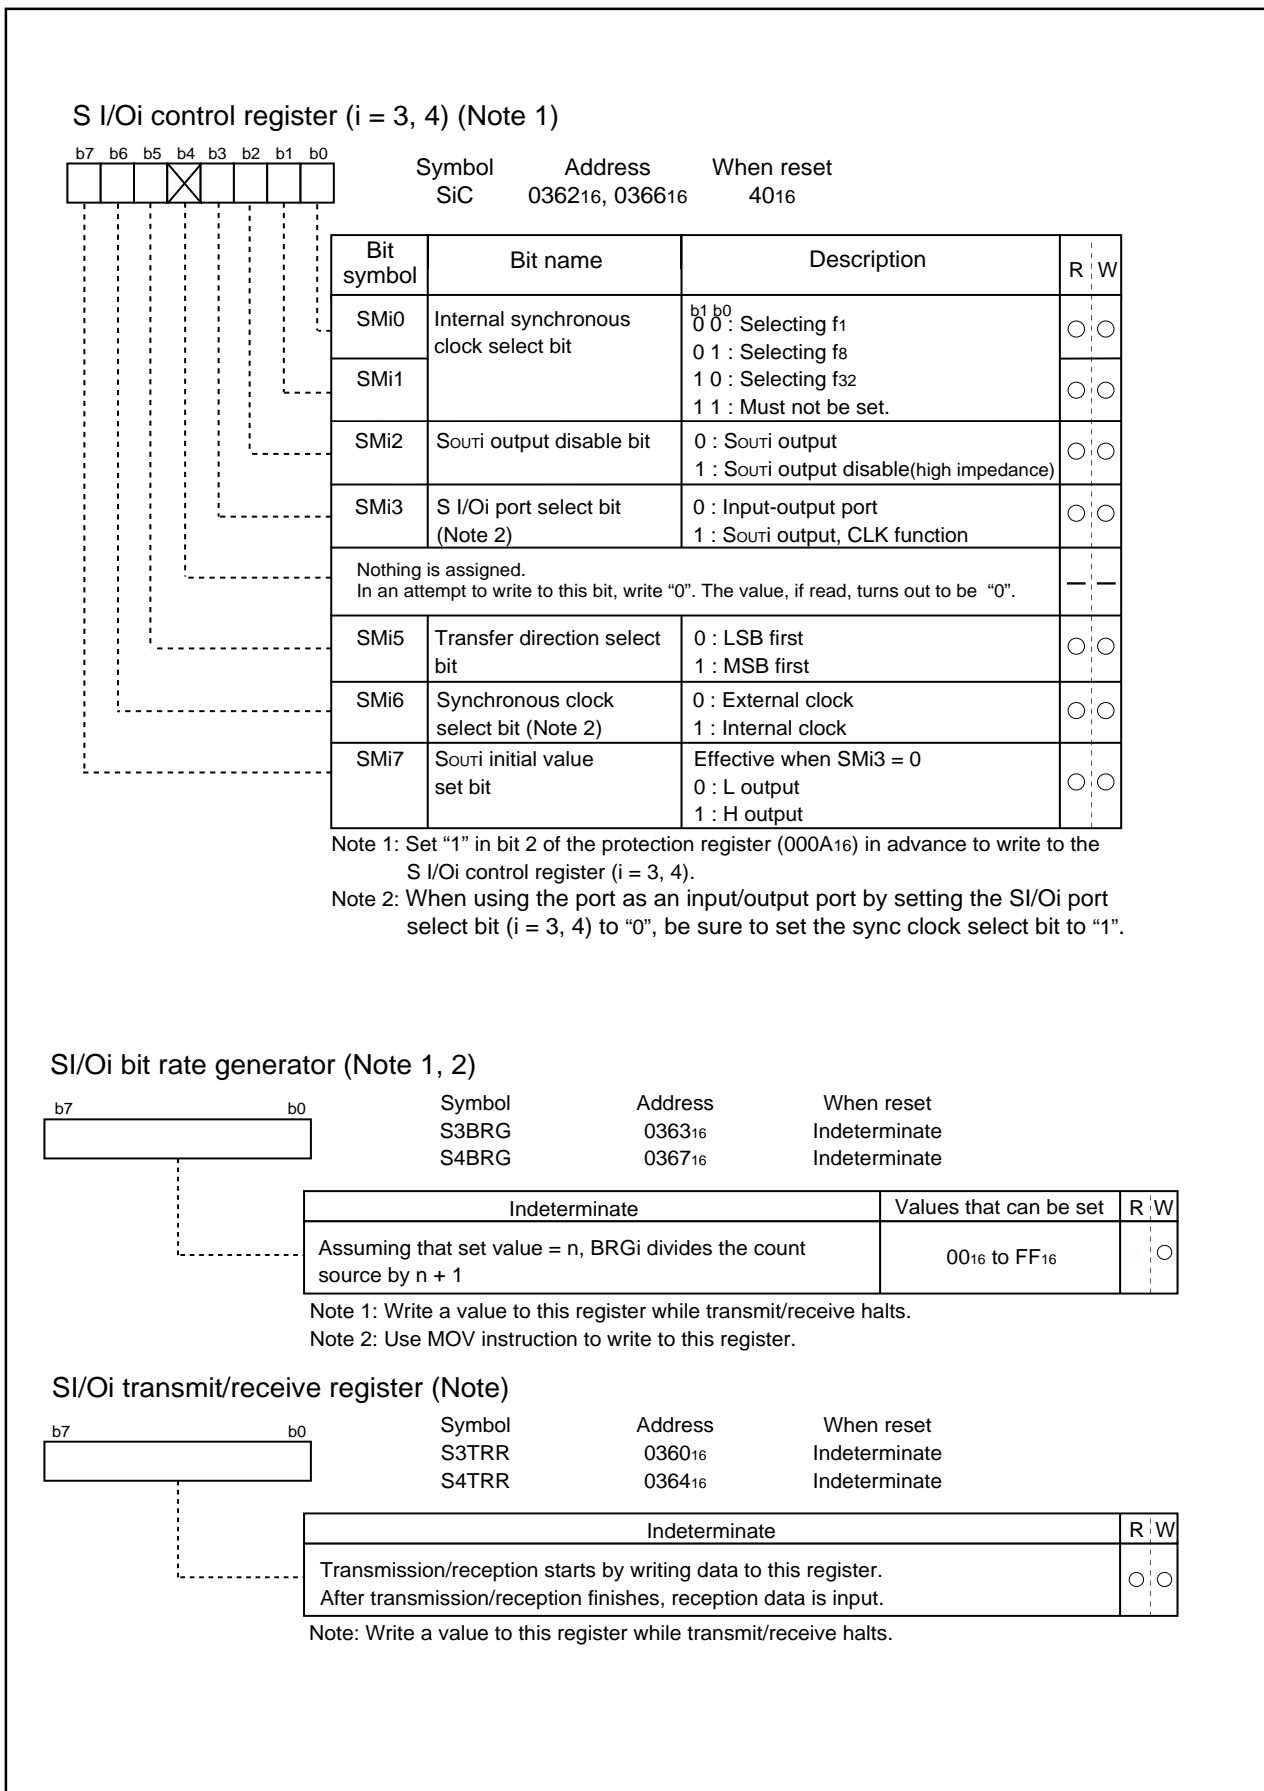 S I/Oi control register (i = 3, 4) (Note 1)
b7 b6 b5 b4 b3 b2 b1 b0
Symbol Address When reset
SiC 036216, 036616 4016
Bit symbol Bit name Description R W
SMi0 Internal synchronous clock select bit b1 b0
0 0 : Selecting f1
0 1 : Selecting f8
SMi1 1 0 : Selecting f32
1 1 : Must not be set.
SMi2 SOUTi output disable bit 0 : SOUTi output
1 : SOUTi output disable(high impedance)
SMi3 S I/Oi port select bit 0 : Input-output port
(Note 2) 1 : SOUTi output, CLK function
Nothing is assigned.
In an attempt to write to this bit, write “0”. The value, if read, turns out to be “0”.
SMi5 Transfer direction select 0 : LSB first
bit 1 : MSB first
SMi6 Synchronous clock 0 : External clock
select bit (Note 2) 1 : Internal clock
SMi7 SOUTi initial value Effective when SMi3 = 0
set bit 0 : L output
1 : H output
Note 1: Set “1” in bit 2 of the protection register (000A16) in advance to write to the
S I/Oi control register (i = 3, 4).
Note 2: When using the port as an input/output port by setting the SI/Oi port
select bit (i = 3, 4) to “0”, be sure to set the sync clock select bit to “1”.
SI/Oi bit rate generator (Note 1, 2)
b7 b0
Symbol Address When reset
S3BRG 036316 Indeterminate
S4BRG 036716 Indeterminate
Indeterminate Values that can be set R W
Assuming that set value = n, BRGi divides the count
source by n + 1 0016 to FF16
Note 1: Write a value to this register while transmit/receive halts.
Note 2: Use MOV instruction to write to this register.
SI/Oi transmit/receive register (Note)
b7 b0
Symbol Address When reset
S3TRR 036016 Indeterminate
S4TRR 036416 Indeterminate
Indeterminate R W
Transmission/reception starts by writing data to this register.
After transmission/reception finishes, reception data is input.
Note: Write a value to this register while transmit/receive halts.